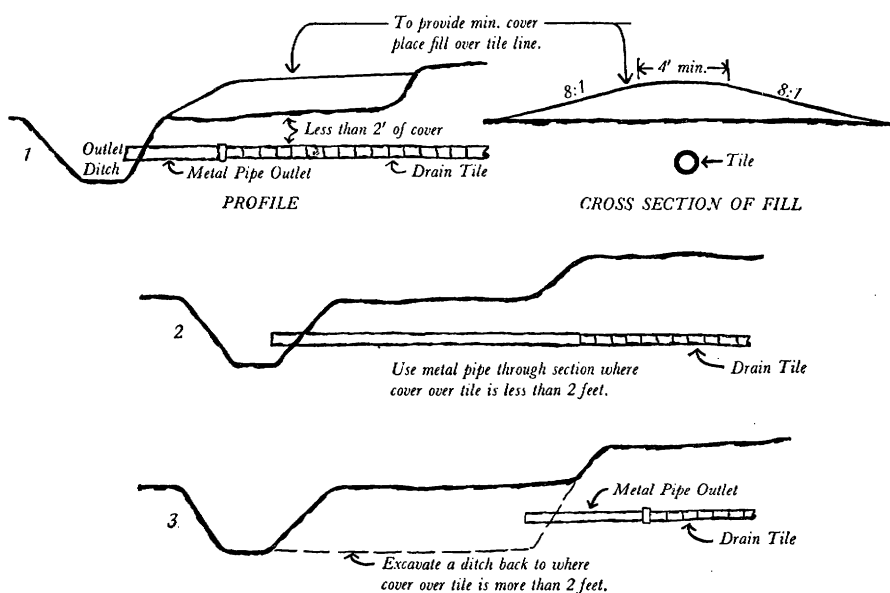 To provide min. cover
place fill over tile line.
4' min.
8:1
8:1
Less than 2' of cover
Outlet
Ditch
1
Metal Pipe Outlet
Drain Tile
Tile
PROFILE
CROSS SECTION OF FILL
2
Use metal pipe through section where
cover over tile is less than 2 feet.
Drain Tile
3
Metal Pipe Outlet
Drain Tile
Excavate a ditch back to where
cover over tile is more than 2 feet.